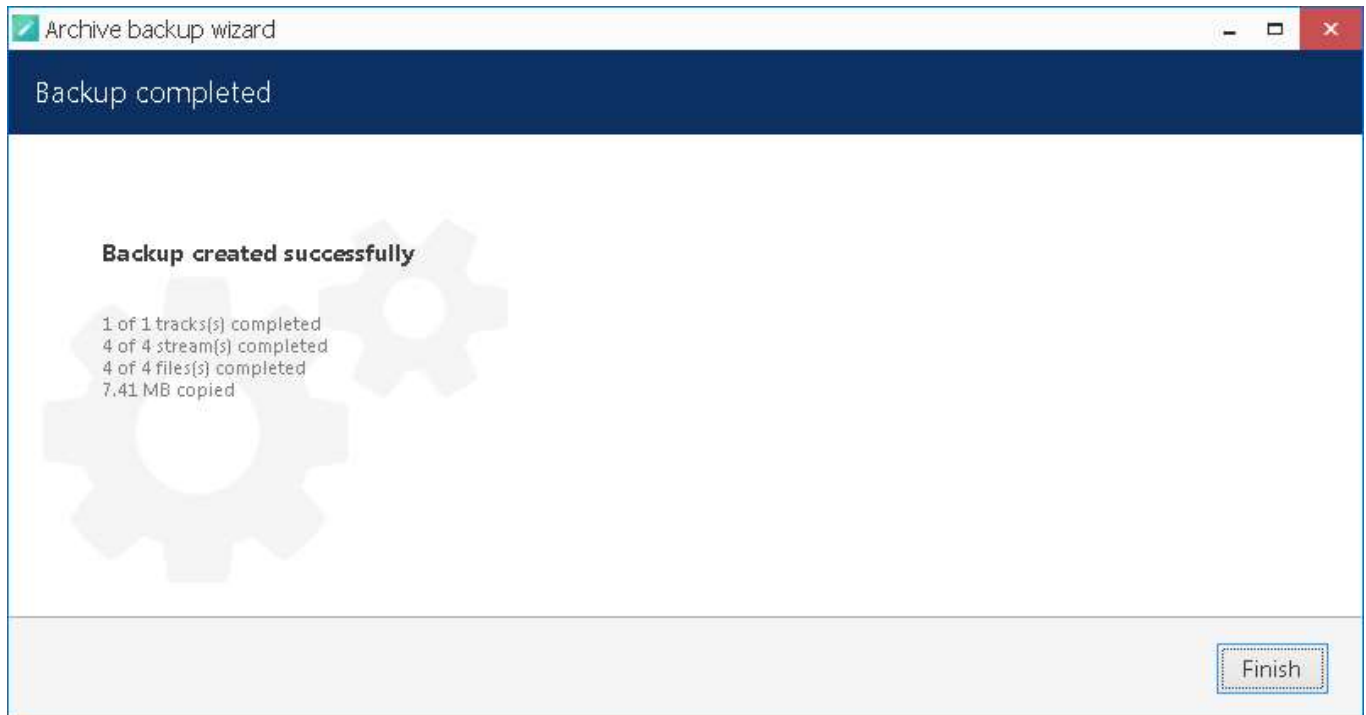 Archive backup wizard
Backup completed
Backup created successfully
1 of 1 tracks(s) completed
4 of 4 stream(s) completed
4 of 4 files(s) completed
7.41 MB copied
Finish